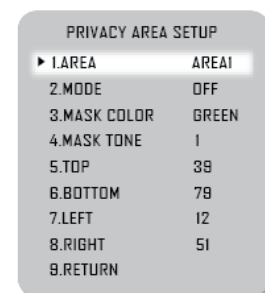 PRIVACY AREA SETUP
▶ 1.AREA AREA1
2.MODE OFF
3.MASK COLOR GREEN
4.MASK TONE 1
5.TOP 39
6.BOTTOM 79
7.LEFT 12
8.RIGHT 51
9.RETURN